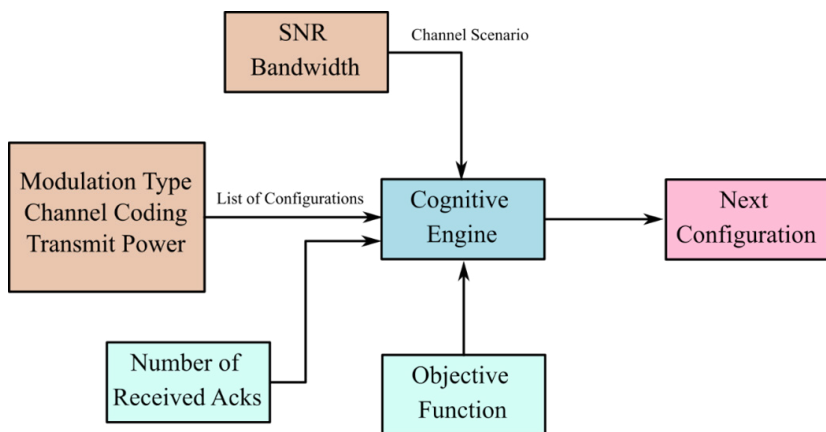 SNR
Bandwidth
Channel Scenario
Modulation Type
Channel Coding
Transmit Power
List of Configurations
Cognitive
Engine
Next
Configuration
Number of
Received Acks
Objective
Function